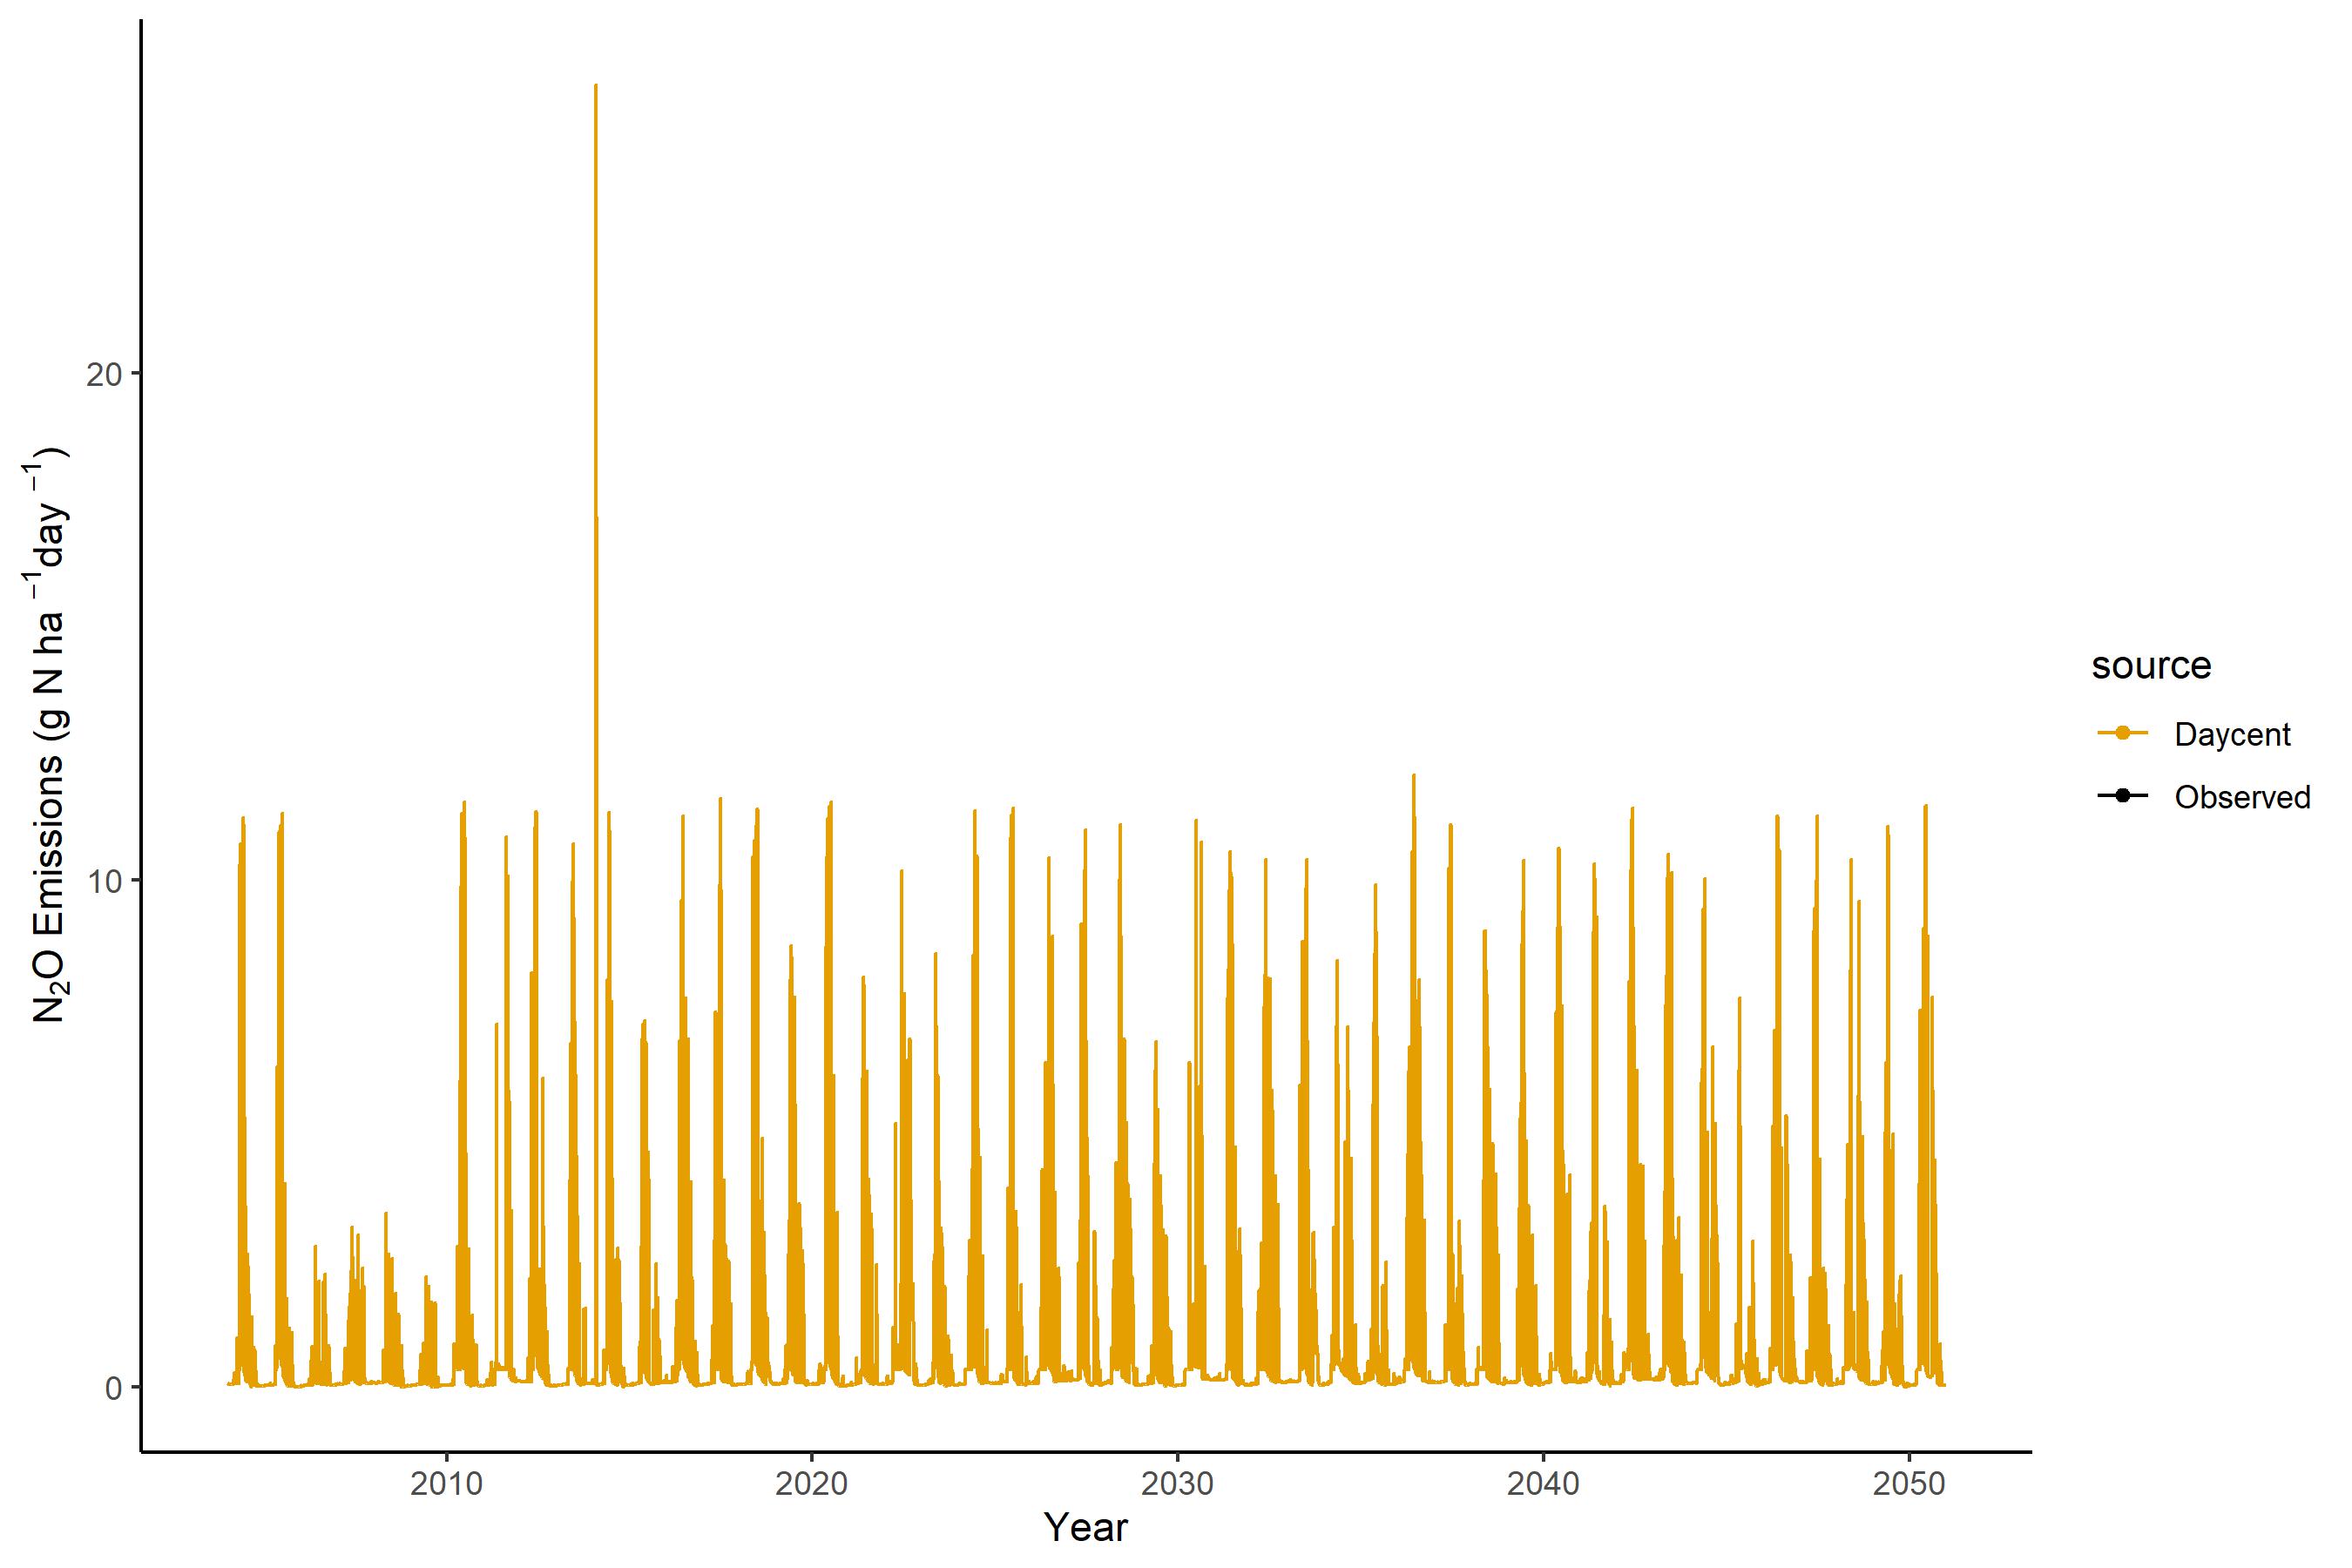 N₂O Emissions (g N ha ⁻¹day ⁻¹)
20
10
0
2010 2020 2030 2040 2050
Year
source
Daycent
Observed